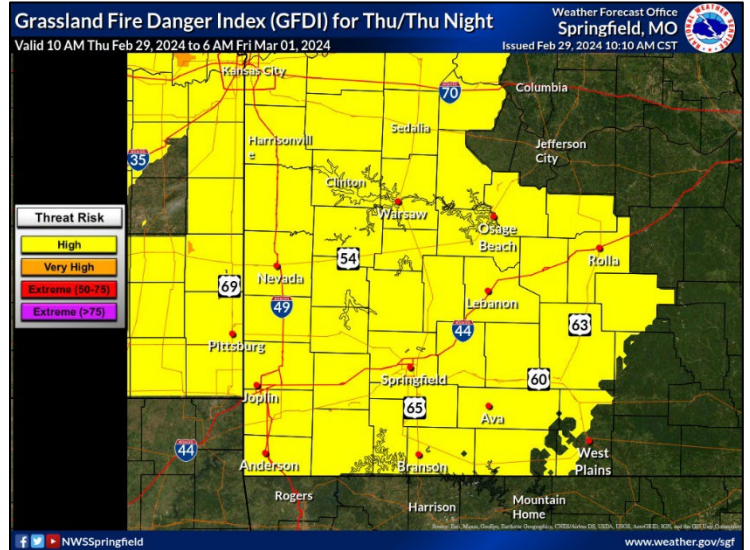 Grassland Fire Danger Index (GFDI) for Thu/Thu Night
Valid 10 AM Thu Feb 29, 2024 to 6 AM Fri Mar 01, 2024
Weather Forecast Office
Springfield, MO
Issued Feb 29, 2024 10:10 AM CST
NATIONAL WEATHER SERVICE
Kansas City
70
Columbia
Sedalia
Harrisonvill
e
Jefferson
City
35
Clinton
Warsaw
Osage
Beach
Threat Risk
High
Very High
Extreme (50-75)
Extreme (>75)
54
Rolla
Nevada
69
49
Lebanon
63
44
Pittsburg
Springfield
60
Joplin
65
Ava
44
Anderson
Branson
West
Plains
Rogers
Harrison
Mountain
Home
NWSSpringfield
www.weather.gov/sgf